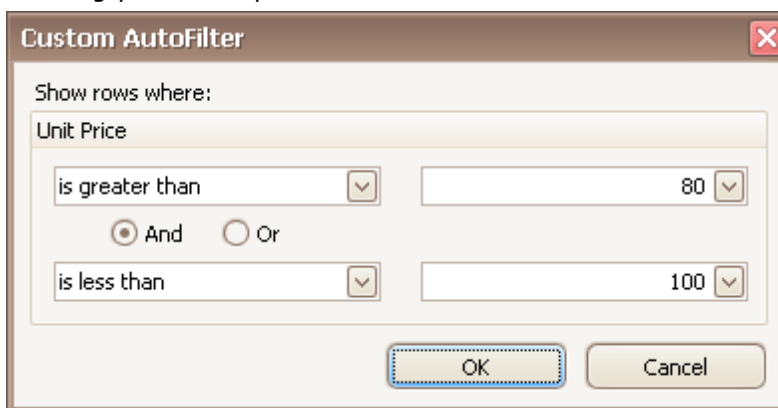 Custom AutoFilter
Show rows where:
Unit Price
is greater than 80
And Or
is less than 100
OK Cancel